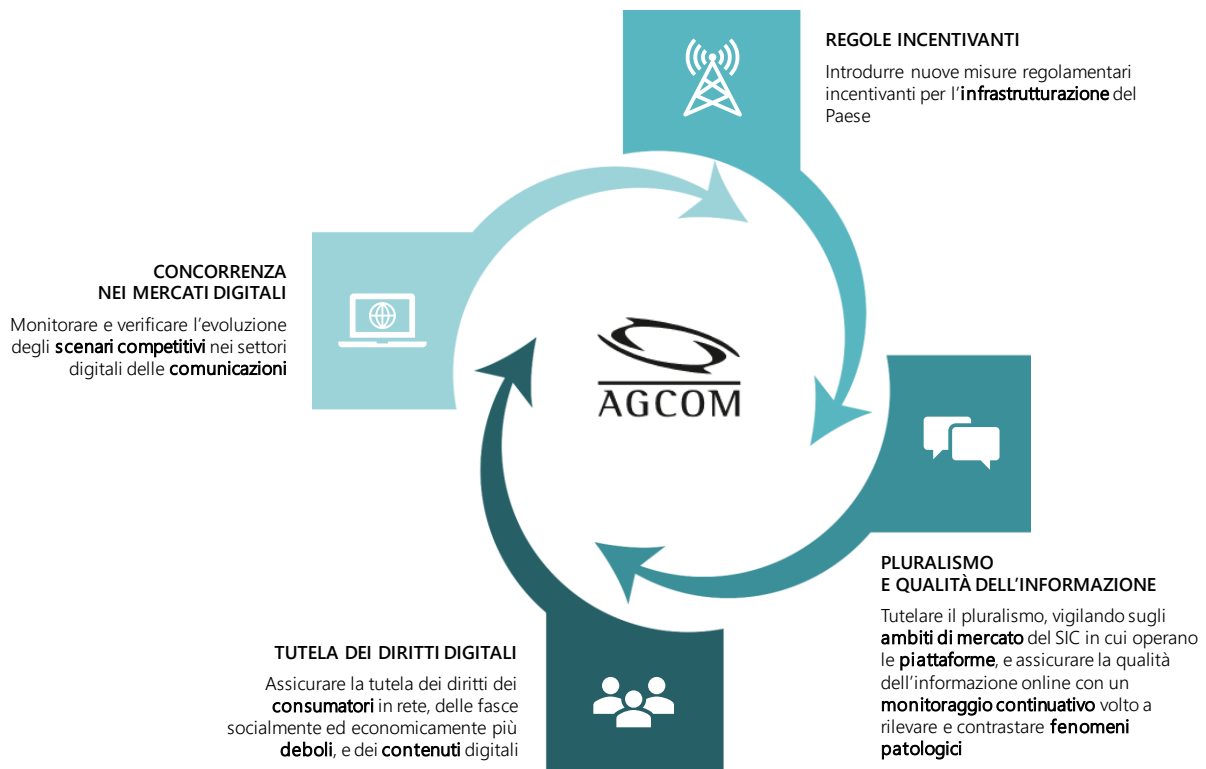 REGOLE INCENTIVANTI
Introdurre nuove misure regolamentari
incentivanti per l'infrastrutturazione del
Paese
CONCORRENZA
NEI MERCATI DIGITALI
Monitorare e verificare l'evoluzione
degli scenari competitivi nei settori
digitali delle comunicazioni
AGCOM
PLURALISMO
E QUALITÀ DELL'INFORMAZIONE
Tutelare il pluralismo, vigilando sugli
ambiti di mercato del SIC in cui operano
le piattaforme, e assicurare la qualità
dell'informazione online con un
monitoraggio continuativo volto a
rilevare e contrastare fenomeni
patologici
TUTELA DEI DIRITTI DIGITALI
Assicurare la tutela dei diritti dei
consumatori in rete, delle fasce
socialmente ed economicamente più
deboli, e dei contenuti digitali